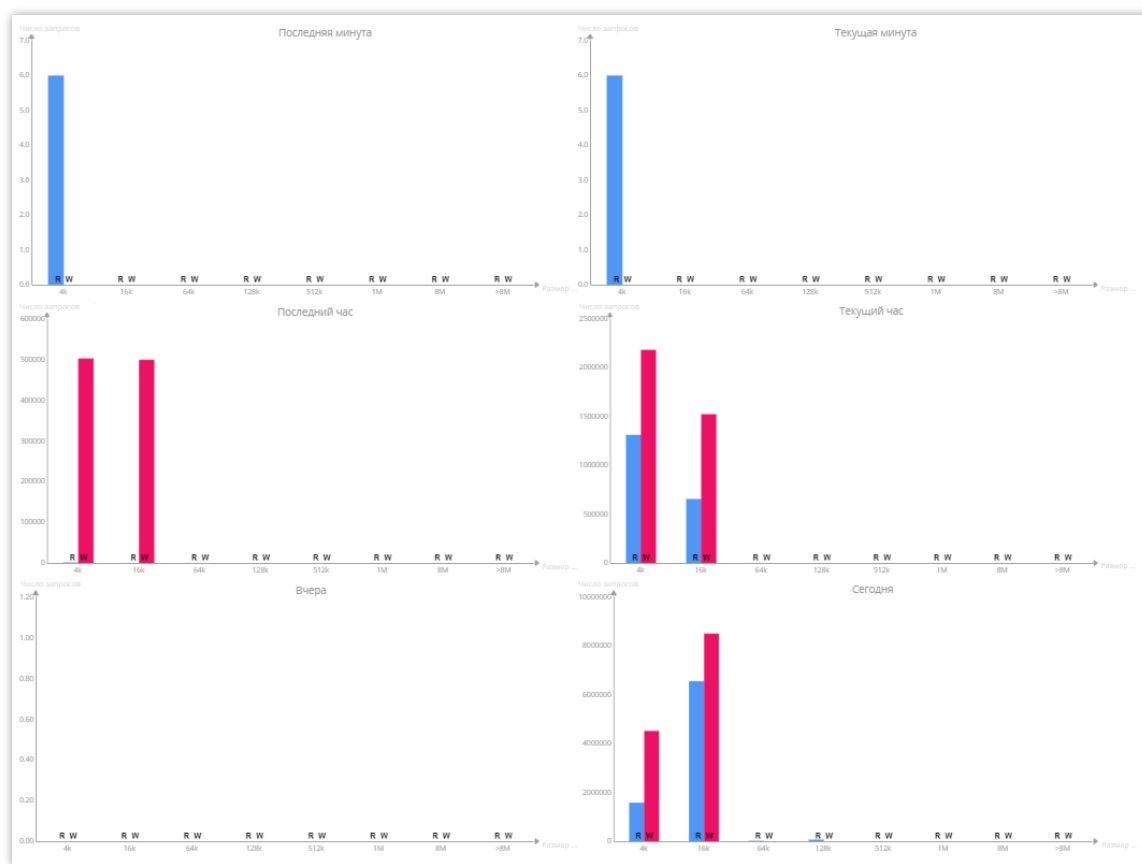 Число запросов
Последняя минута
7.0
6.0
5.0
4.0
3.0
2.0
1.0
0.0
R W R W R W R W R W R W R W R W
4k 16k 64k 128k 512k 1M 8M >8M
Размер ...
Число запросов
Текущая минута
7.0
6.0
5.0
4.0
3.0
2.0
1.0
0.0
R W R W R W R W R W R W R W R W
4k 16k 64k 128k 512k 1M 8M >8M
Размер ...
Число запросов
Последний час
600000
500000
400000
300000
200000
100000
0
R W R W R W R W R W R W R W R W
4k 16k 64k 128k 512k 1M 8M >8M
Размер ...
Число запросов
Текущий час
2500000
2000000
1500000
1000000
500000
0
R W R W R W R W R W R W R W R W
4k 16k 64k 128k 512k 1M 8M >8M
Размер ...
Число запросов
Вчера
1.20
1.00
0.80
0.60
0.40
0.20
0.00
R W R W R W R W R W R W R W R W
4k 16k 64k 128k 512k 1M 8M >8M
Размер ...
Число запросов
Сегодня
10000000
8000000
6000000
4000000
2000000
0
R W R W R W R W R W R W R W R W
4k 16k 64k 128k 512k 1M 8M >8M
Размер ...